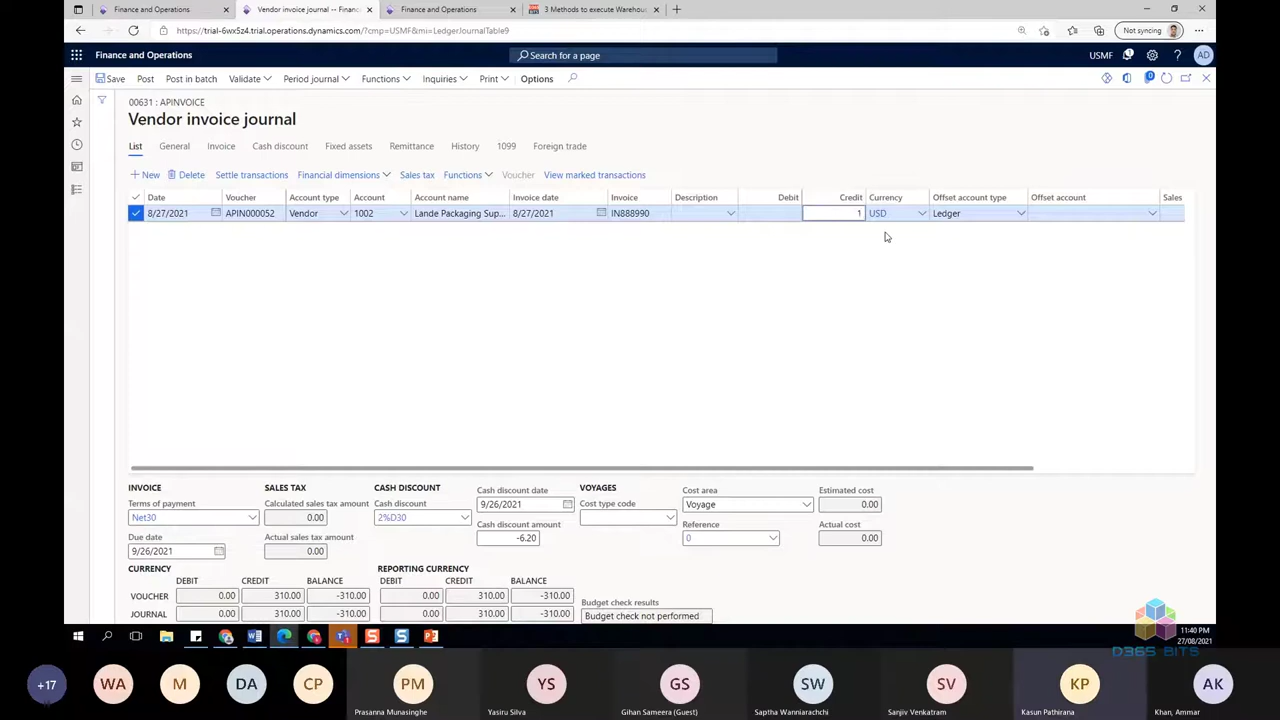 Finance and Operations
Vendor invoice journal -- Financ
Finance and Operations
3 Methods to execute Warehous
https://trial-6wx5z4.trial.operations.dynamics.com/?cmp=USMF&mi=LedgerJournalTable9
Not syncing
Finance and Operations
Search for a page
USMF
AD
Save
Post
Post in batch
Validate
Period journal
Functions
Inquiries
Print
Options
0
00631 : APINVOICE
Vendor invoice journal
List
General
Invoice
Cash discount
Fixed assets
Remittance
History
1099
Foreign trade
New
Delete
Settle transactions
Financial dimensions
Sales tax
Functions
Voucher
View marked transactions
Date
Voucher
Account type
Account
Account name
Invoice date
Invoice
Description
Debit
Credit
Currency
Offset account type
Offset account
Sales
8/27/2021
APIN000052
Vendor
1002
Lande Packaging Sup...
8/27/2021
IN888990
1
USD
Ledger
INVOICE
Terms of payment
Net30
Due date
9/26/2021
SALES TAX
Calculated sales tax amount
0.00
Actual sales tax amount
0.00
CASH DISCOUNT
Cash discount
2%D30
Cash discount date
9/26/2021
Cash discount amount
-6.20
VOYAGES
Cost type code
Cost area
Voyage
Reference
0
Estimated cost
0.00
Actual cost
0.00
CURRENCY
DEBIT CREDIT BALANCE
VOUCHER 0.00 310.00 -310.00
JOURNAL 0.00 310.00 -310.00
REPORTING CURRENCY
DEBIT CREDIT BALANCE
0.00 310.00 -310.00
0.00 310.00 -310.00
Budget check results
Budget check not performed
D365 BITS
11:40 PM
27/08/2021
+17
WA
M
DA
CP
PM
Prasanna Munasinghe
YS
Yasiru Silva
GS
Gihan Sameera (Guest)
SW
Saptha Wanniarachchi
SV
Sanjiv Venkatram
KP
Kasun Pathirana
AK
Khan, Ammar